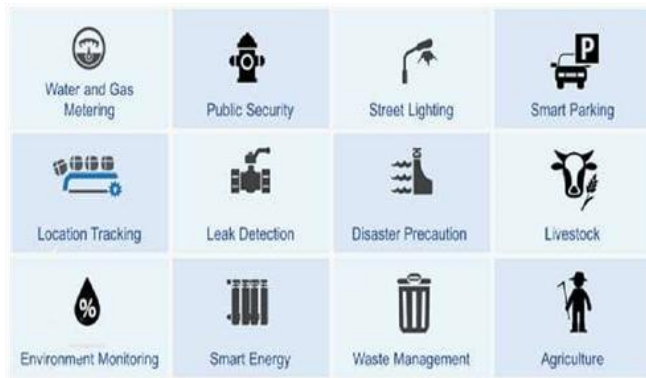 P
Water and Gas
Metering
Public Security
Street Lighting
Smart Parking
Location Tracking
Leak Detection
Disaster Precaution
Livestock
%
Environment Monitoring
Smart Energy
Waste Management
Agriculture